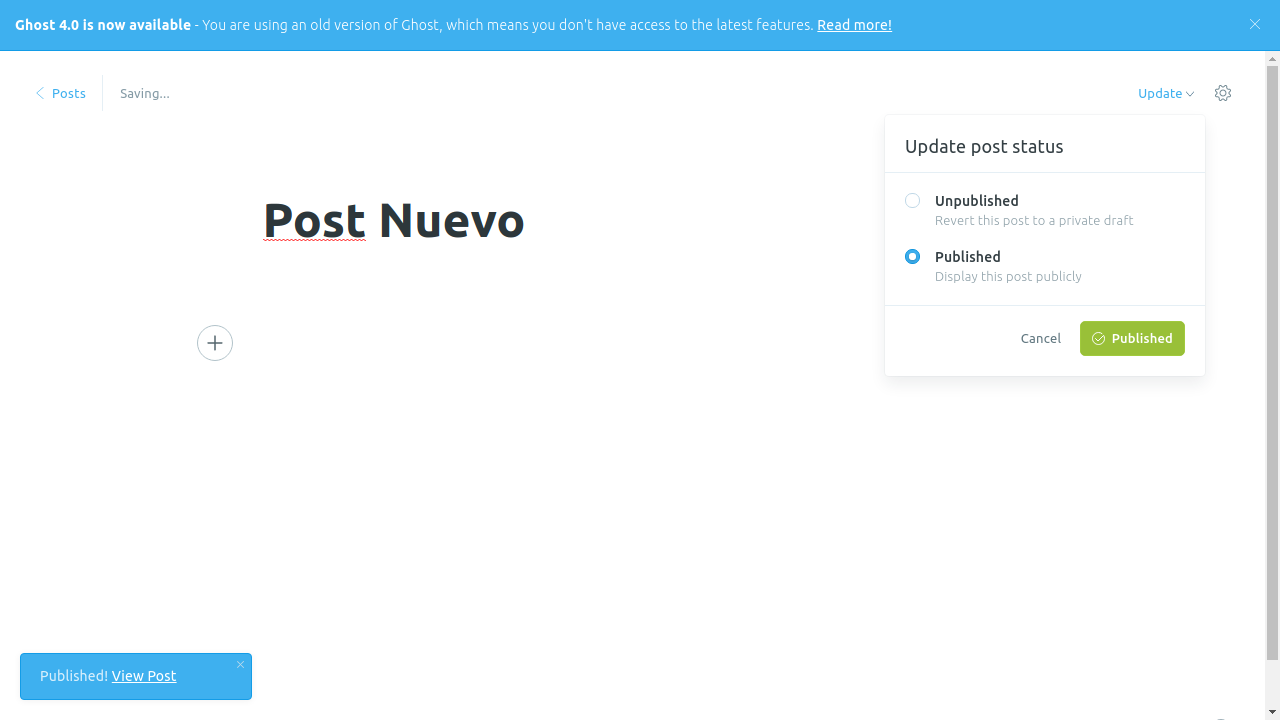 Ghost 4.0 is now available - You are using an old version of Ghost, which means you don't have access to the latest features. Read more!
Posts
Saving...
Update
Update post status
Post Nuevo
Unpublished
Revert this post to a private draft
Published
Display this post publicly
Cancel
Published
Published! View Post